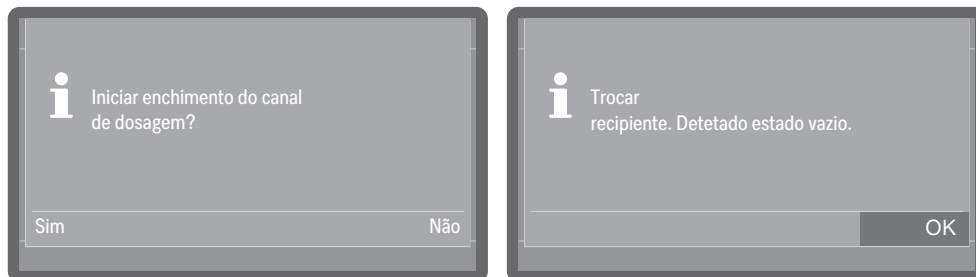 Iniciar enchimento do canal
de dosagem?
Sim
Não
Trocar
recipiente. Detetado estado vazio.
OK